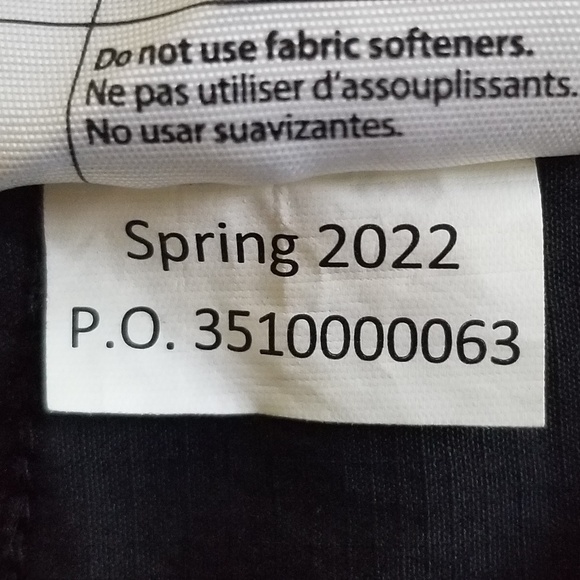 Do not use fabric softeners.
Ne pas utiliser d'assouplissants.
No usar suavizantes.
Spring 2022
P.O. 3510000063